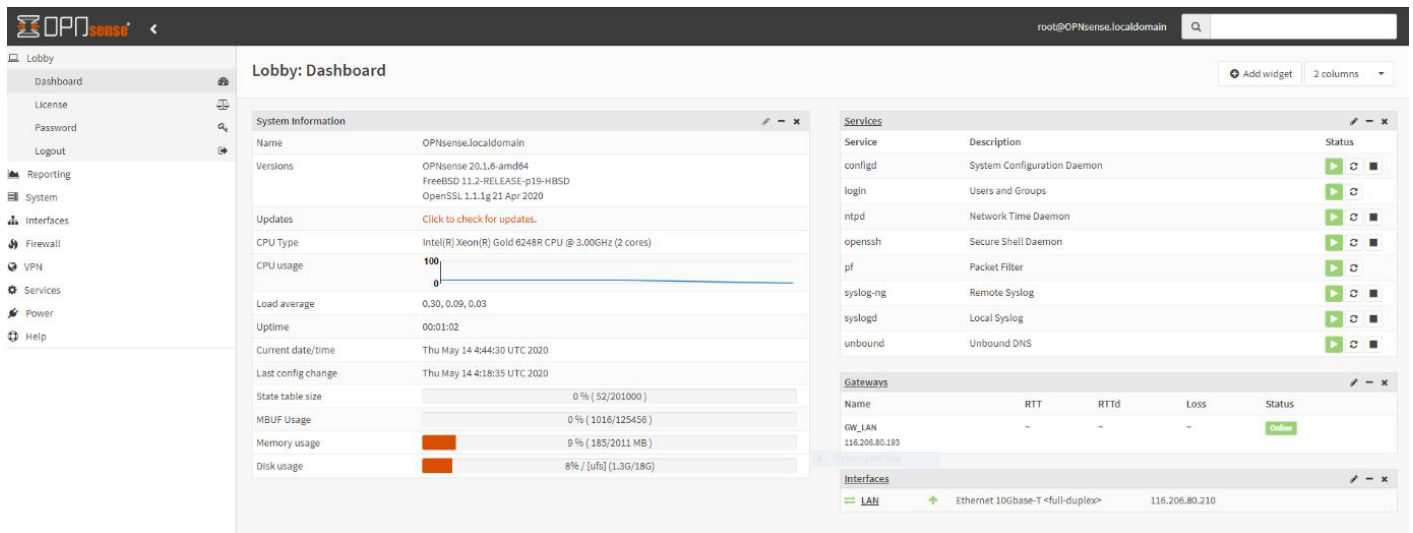 OPNsense
root@OPNsense.localdomain
Lobby
Dashboard
License
Password
Logout
Reporting
System
Interfaces
Firewall
VPN
Services
Power
Help
Lobby: Dashboard
Add widget
2 columns
System Information
Name OPNsense.localdomain
Versions OPNsense 20.1.6-amd64
FreeBSD 11.2-RELEASE-p19-HBSD
OpenSSL 1.1.1g 21 Apr 2020
Updates Click to check for updates.
CPU Type Intel(R) Xeon(R) Gold 6248R CPU @ 3.00GHz (2 cores)
CPU usage 100
0
Load average 0.30, 0.09, 0.03
Uptime 00:01:02
Current date/time Thu May 14 4:44:30 UTC 2020
Last config change Thu May 14 4:18:35 UTC 2020
State table size 0 % ( 52/201000 )
MBUF Usage 0 % ( 1016/125456 )
Memory usage 9 % ( 185/2011 MB )
Disk usage 8% / [ufs] (1.3G/18G)
Services
Service Description Status
configd System Configuration Daemon
login Users and Groups
ntpd Network Time Daemon
openssh Secure Shell Daemon
pf Packet Filter
syslog-ng Remote Syslog
syslogd Local Syslog
unbound Unbound DNS
Gateways
Name RTT RTTd Loss Status
GW_LAN ~ ~ ~ Online
116.206.80.193
Interfaces
LAN Ethernet 10Gbase-T <full-duplex> 116.206.80.210